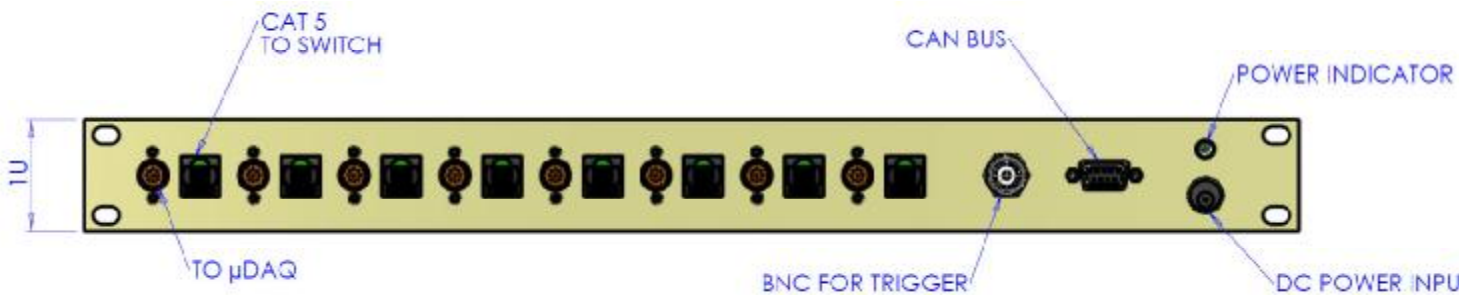 CAT 5
TO SWITCH
CAN BUS
POWER INDICATOR
1U
TO µDAQ
BNC FOR TRIGGER
DC POWER INPU